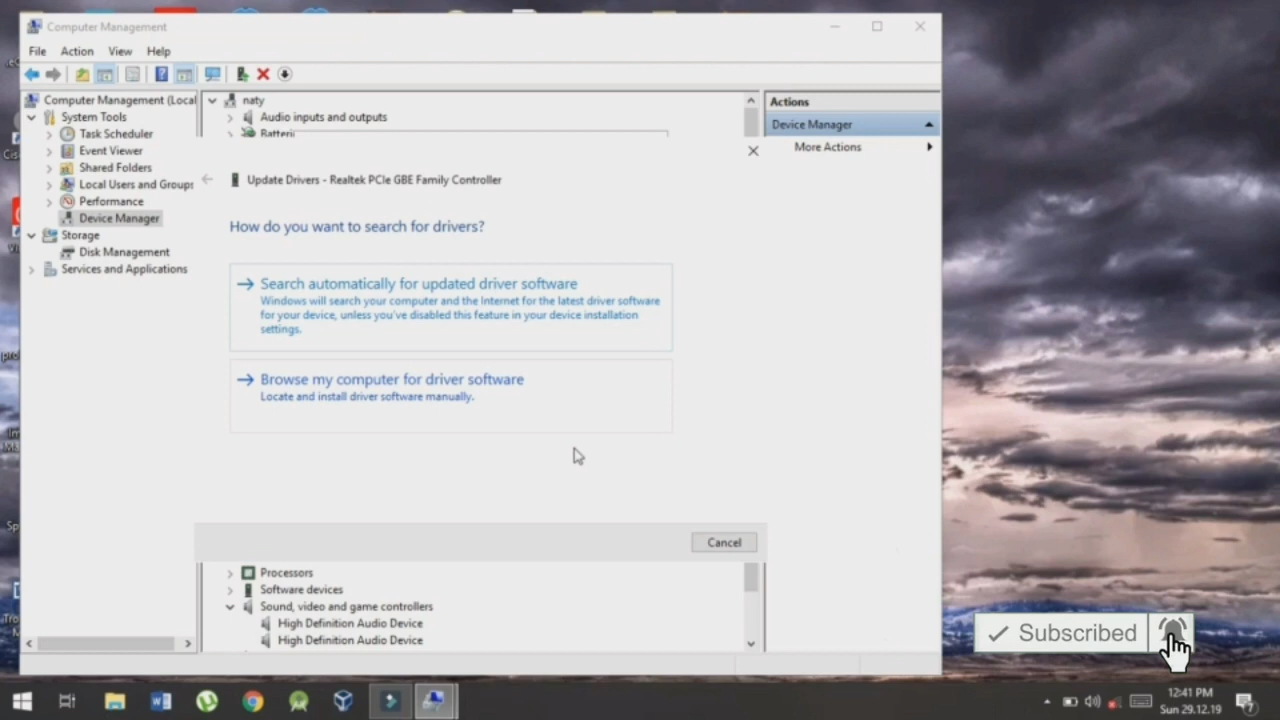 Computer Management
File Action View Help
Computer Management (Local
System Tools
Task Scheduler
Event Viewer
Shared Folders
Local Users and Groups
Performance
Device Manager
Storage
Disk Management
Services and Applications
naty
Audio inputs and outputs
Batteri
Update Drivers - Realtek PCIe GBE Family Controller
How do you want to search for drivers?
Search automatically for updated driver software
Windows will search your computer and the Internet for the latest driver software
for your device, unless you've disabled this feature in your device installation
settings.
Browse my computer for driver software
Locate and install driver software manually.
Cancel
Processors
Software devices
Sound, video and game controllers
High Definition Audio Device
High Definition Audio Device
Actions
Device Manager
More Actions
Subscribed
12:41 PM
Sun 29.12.19